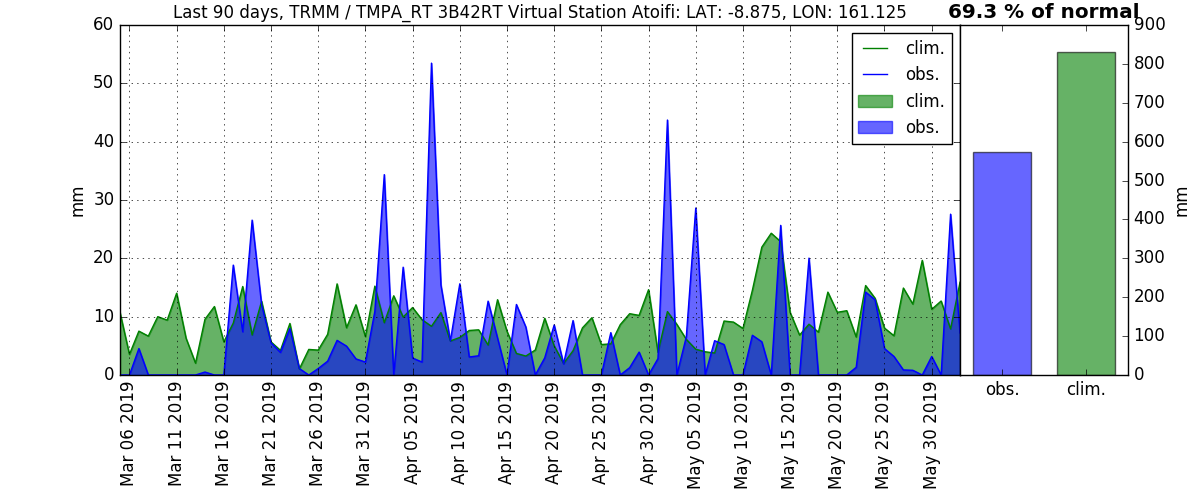 Last 90 days, TRMM / TMPA_RT 3B42RT Virtual Station Atoifi: LAT: -8.875, LON: 161.125
69.3 % of normal
60
50
40
30
20
10
0
mm
clim.
obs.
clim.
obs.
900
800
700
600
500
400
300
200
100
0
mm
Mar 06 2019
Mar 11 2019
Mar 16 2019
Mar 21 2019
Mar 26 2019
Mar 31 2019
Apr 05 2019
Apr 10 2019
Apr 15 2019
Apr 20 2019
Apr 25 2019
Apr 30 2019
May 05 2019
May 10 2019
May 15 2019
May 20 2019
May 25 2019
May 30 2019
obs.
clim.